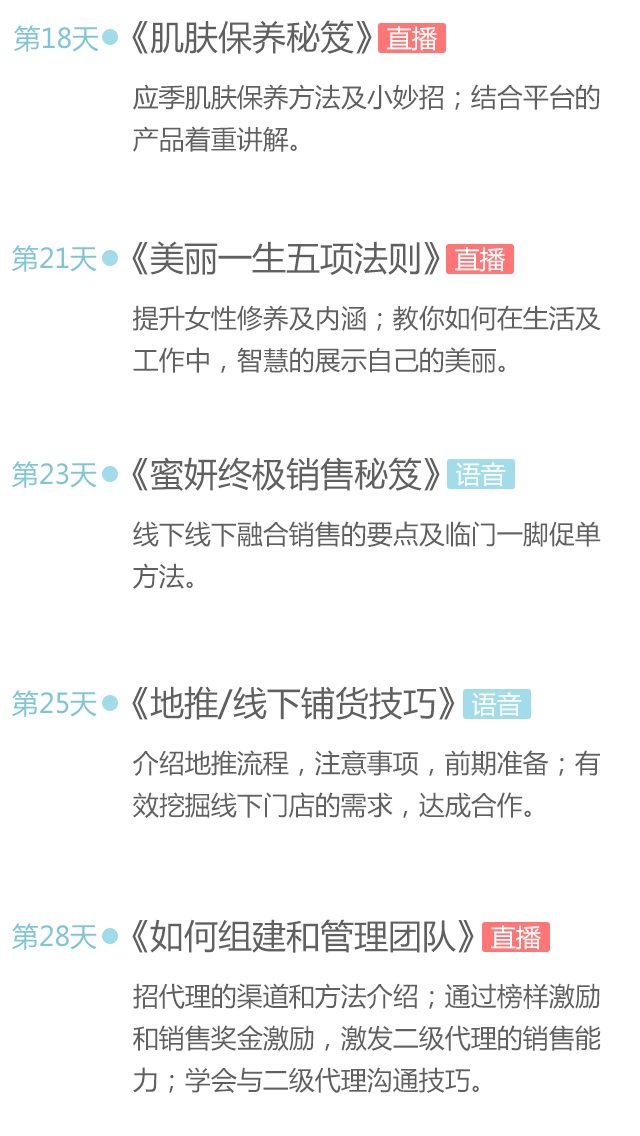 第18天 《肌肤保养秘笈》 直播
应季肌肤保养方法及小妙招；结合平台的
产品着重讲解。
第21天 《美丽一生五项法则》 直播
提升女性修养及内涵；教你如何在生活及
工作中，智慧的展示自己的美丽。
第23天 《蜜妍终极销售秘笈》 语音
线下线下融合销售的要点及临门一脚促单
方法。
第25天 《地推/线下铺货技巧》 语音
介绍地推流程，注意事项，前期准备；有
效挖掘线下门店的需求，达成合作。
第28天 《如何组建和管理团队》 直播
招代理的渠道和方法介绍；通过榜样激励
和销售奖金激励，激发二级代理的销售能
力；学会与二级代理沟通技巧。